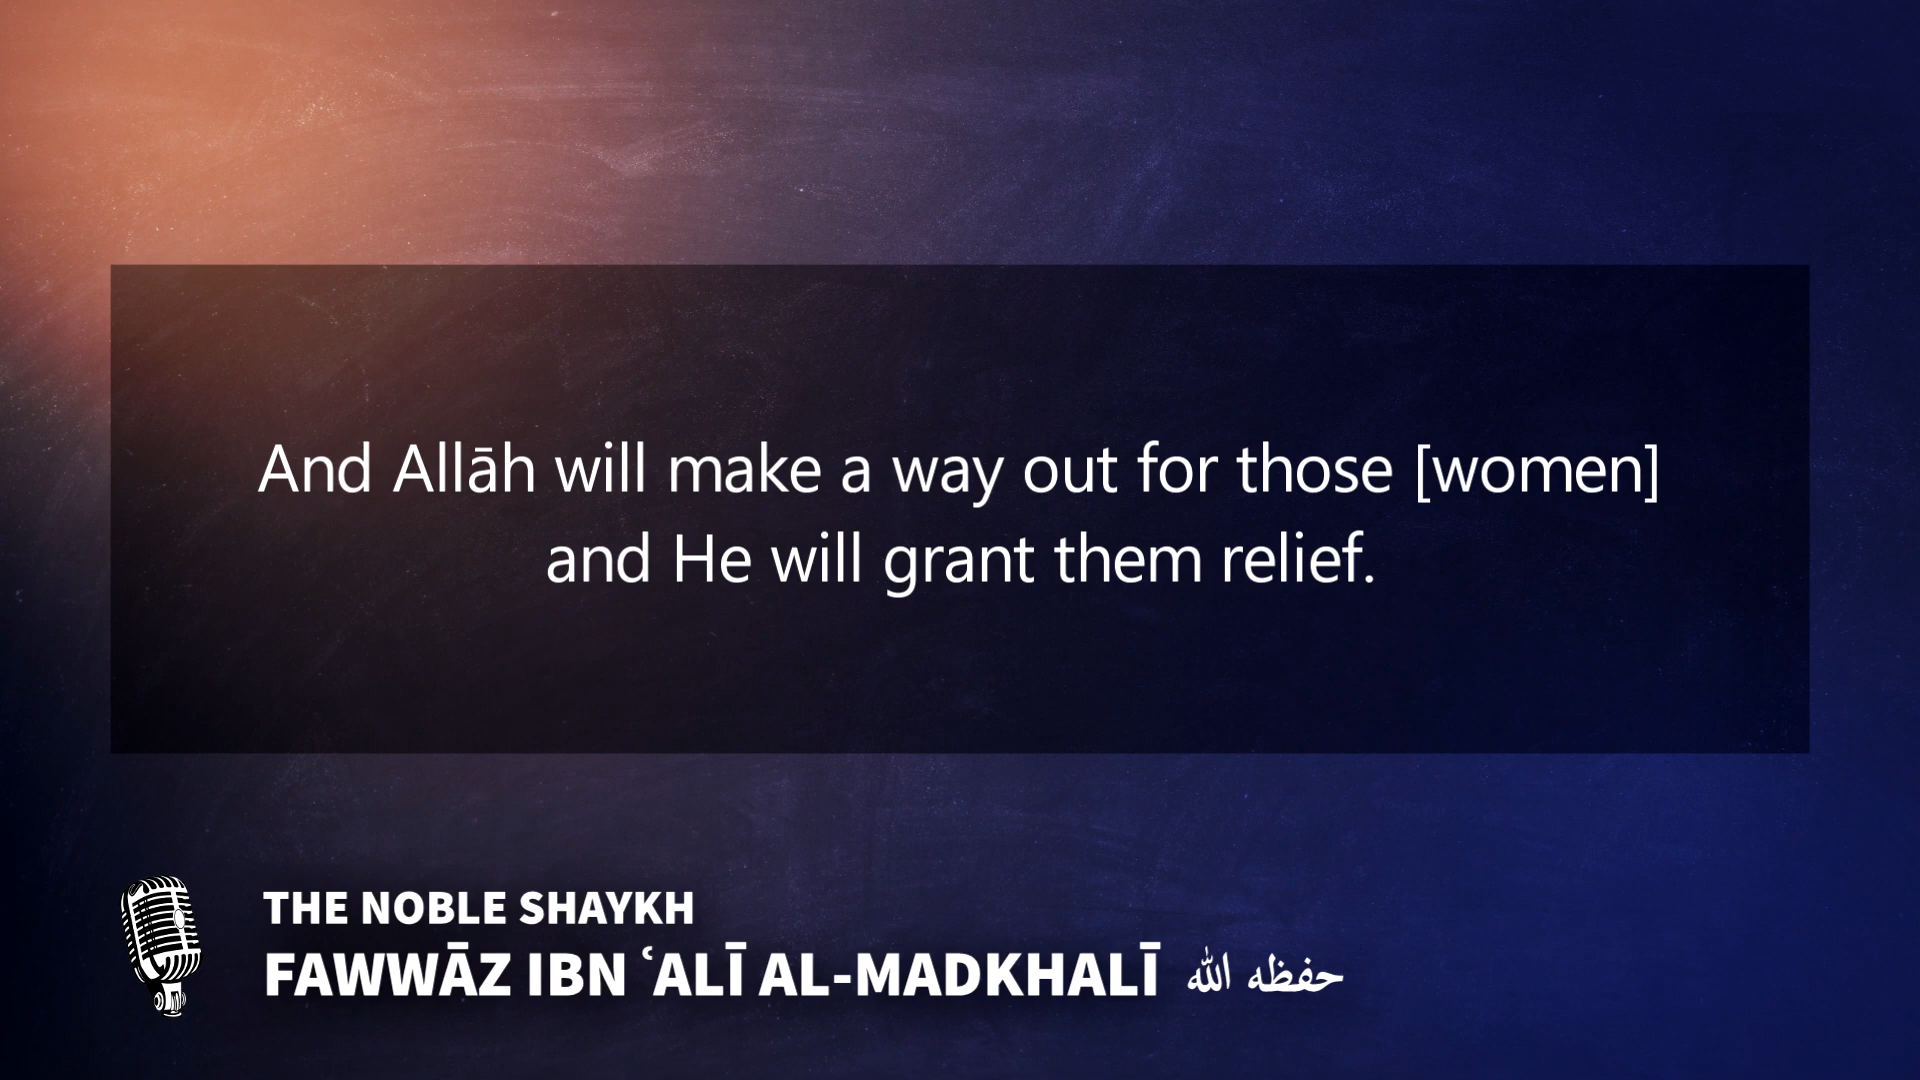 And Allāh will make a way out for those [women]
and He will grant them relief.
THE NOBLE SHAYKH
FAWWĀZ IBN ʿALĪ AL-MADKHALĪ حفظه الله